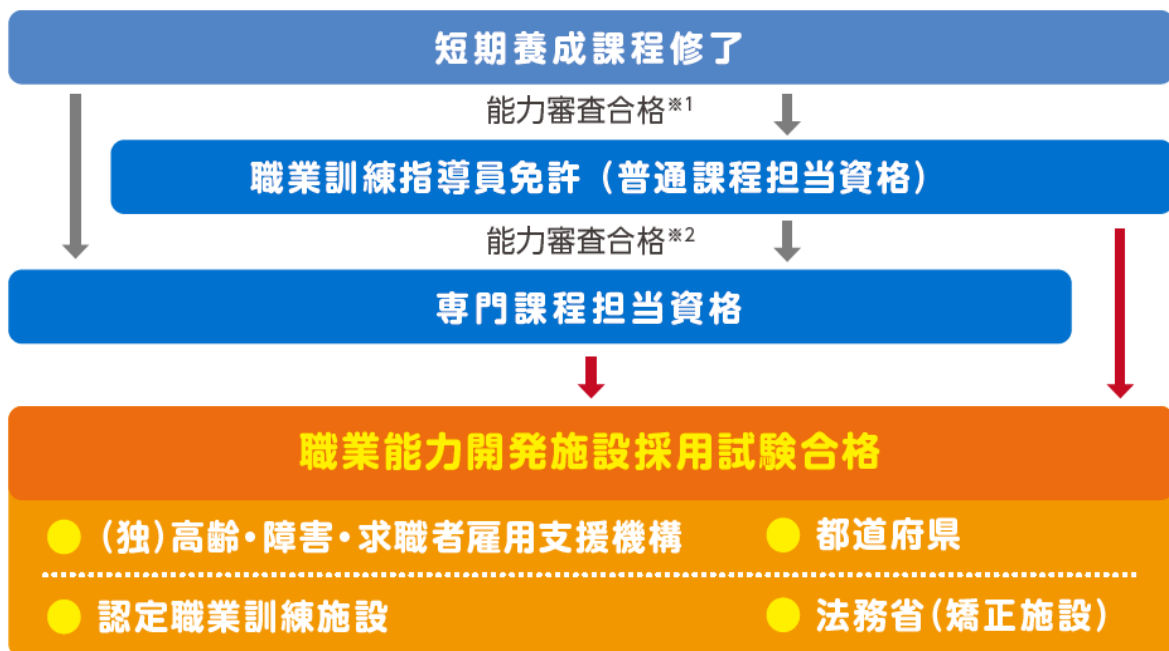 短期養成課程修了
能力審査合格※1
職業訓練指導員免許（普通課程担当資格）
能力審査合格※2
専門課程担当資格
職業能力開発施設採用試験合格
●（独）高齢・障害・求職者雇用支援機構
●都道府県
●認定職業訓練施設
●法務省（矯正施設）